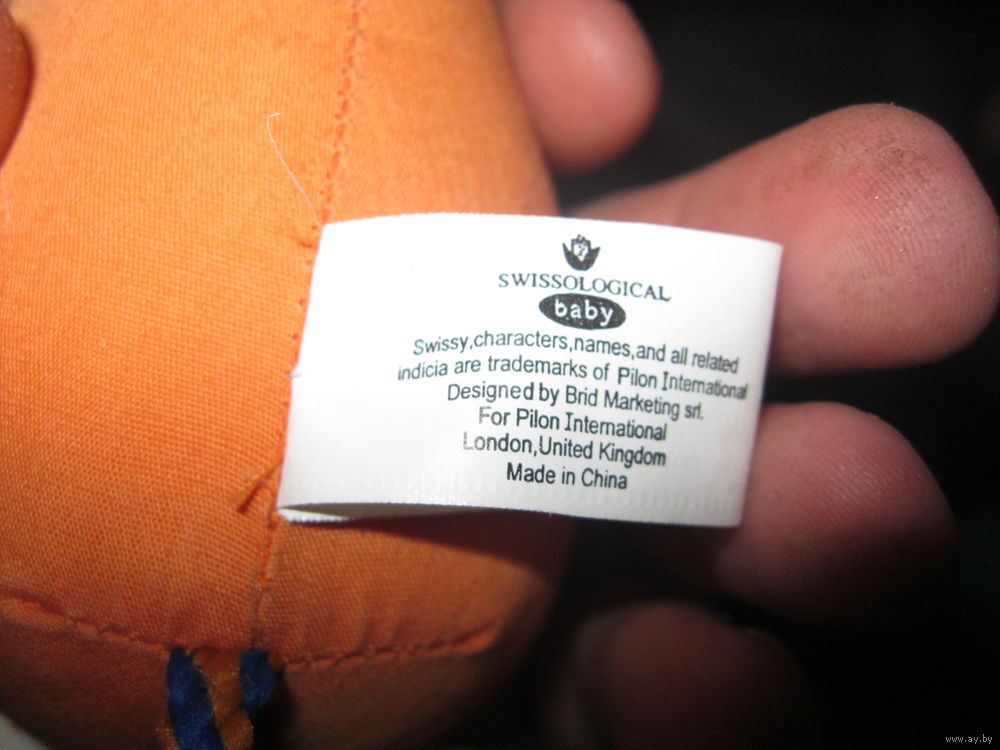 SWISSOLOGICAL
baby
Swissy,characters,names,and all related
indicia are trademarks of Pilon International
Designed by Brid Marketing srl.
For Pilon International
London,United Kingdom
Made in China
www.ay.by